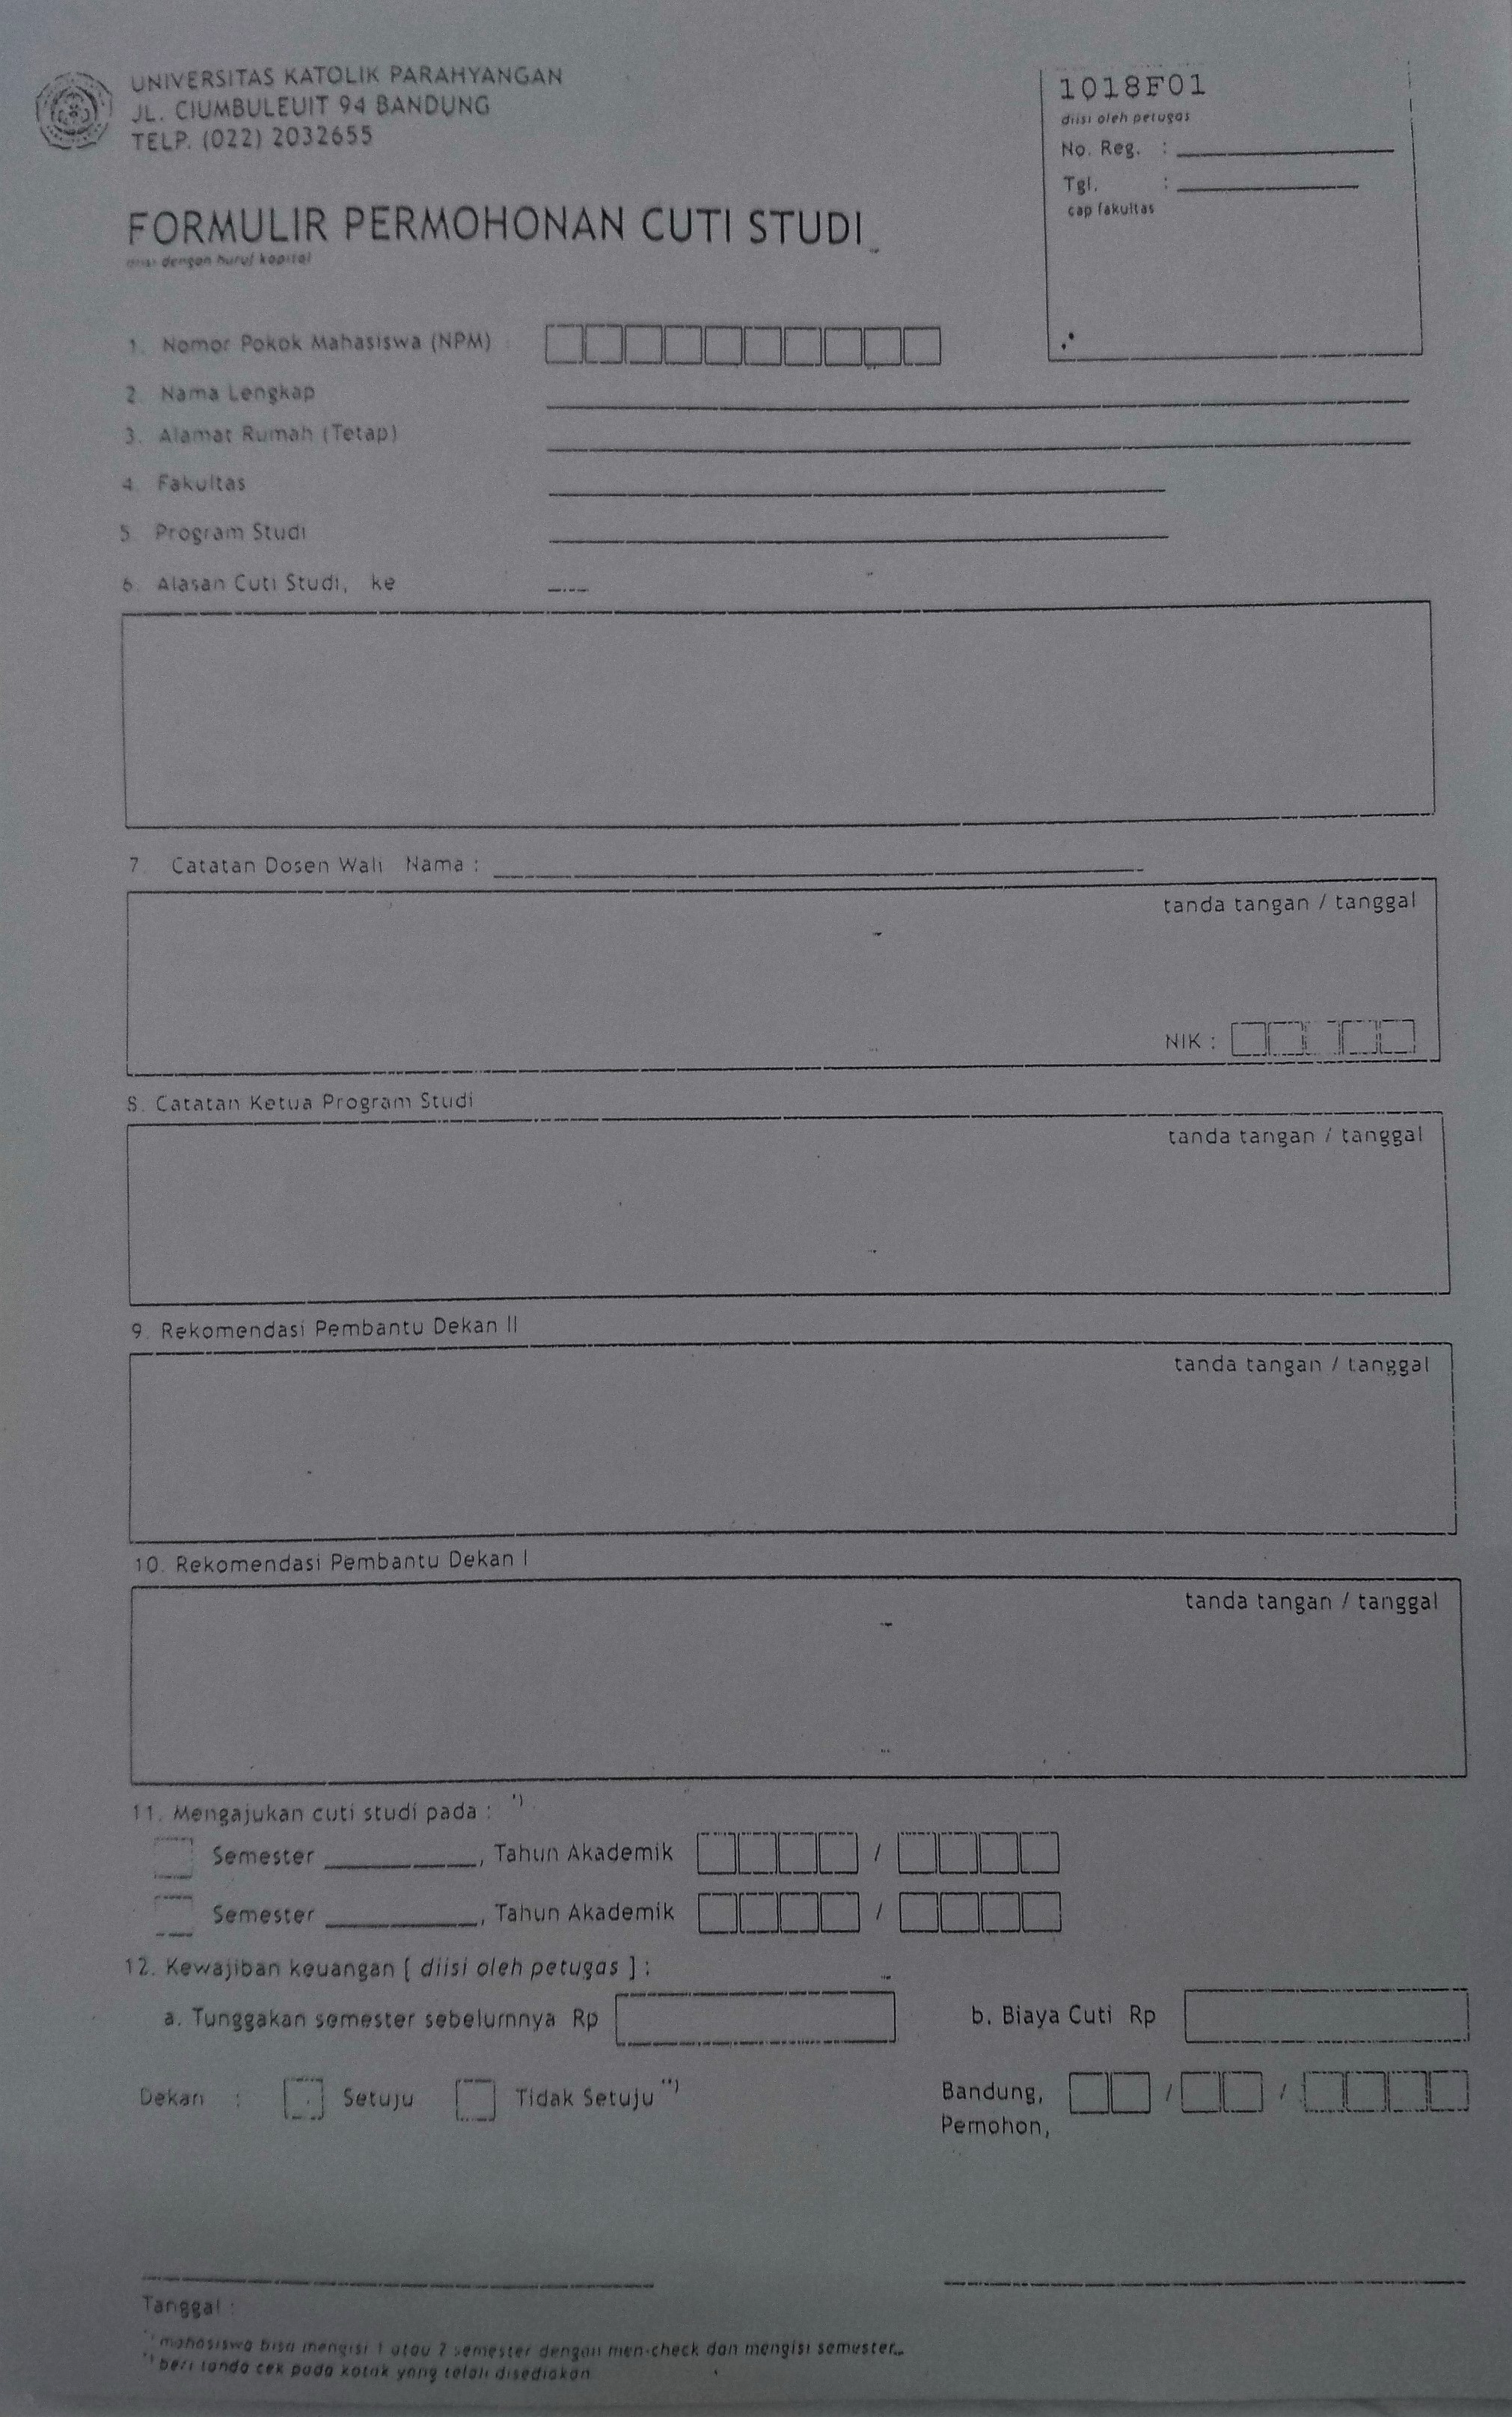 UNIVERSITAS KATOLIK PARAHYANGAN
JL. CIUMBULEUIT 94 BANDUNG
TELP. (022) 2032655
1018F01
diisi oleh petugas
No. Reg. :
Tgl. :
cap fakultas
FORMULIR PERMOHONAN CUTI STUDI
diisi dengan huruf kapital
1. Nomor Pokok Mahasiswa (NPM)
2. Nama Lengkap
3. Alamat Rumah (Tetap)
4. Fakultas
5. Program Studi
6. Alasan Cuti Studi, ke
7. Catatan Dosen Wali Nama :
tanda tangan / tanggal
NIK :
8. Catatan Ketua Program Studi
tanda tangan / tanggal
9. Rekomendasi Pembantu Dekan II
tanda tangan / tanggal
10. Rekomendasi Pembantu Dekan I
tanda tangan / tanggal
11. Mengajukan cuti studi pada : *)
Semester ________, Tahun Akademik /
Semester ________, Tahun Akademik /
12. Kewajiban keuangan [ diisi oleh petugas ] :
a. Tunggakan semester sebelumnya Rp
b. Biaya Cuti Rp
Dekan : Setuju Tidak Setuju **)
Bandung, / /
Pemohon,
Tanggal :
*) mahasiswa bisa mengisi 1 atau 2 semester dengan men-check dan mengisi semester...
**) beri tanda cek pada kotak yang telah disediakan